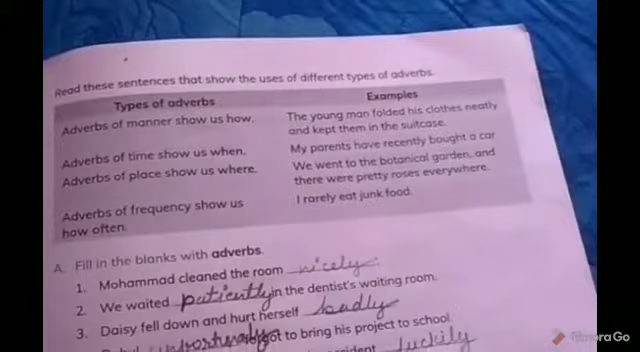 Read these sentences that show the uses of different types of adverbs.
Types of adverbs Examples
Adverbs of manner show us how. The young man folded his clothes neatly
and kept them in the suitcase.
Adverbs of time show us when. My parents have recently bought a car
Adverbs of place show us where. We went to the botanical garden, and
there were pretty roses everywhere.
Adverbs of frequency show us I rarely eat junk food.
how often.
A. Fill in the blanks with adverbs.
1. Mohammad cleaned the room nicely.
2. We waited patiently in the dentist's waiting room.
3. Daisy fell down and hurt herself badly
to bring his project to school.
luckily
Filmora Go